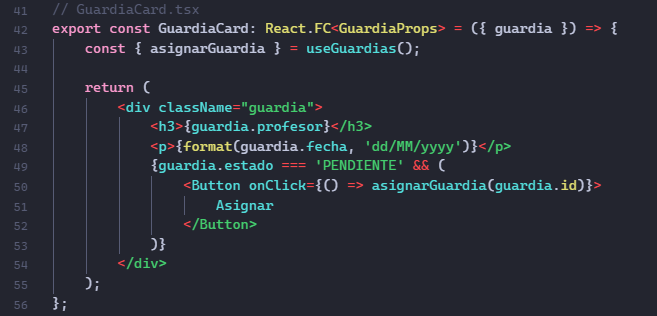 41 // GuardiaCard.tsx
42 export const GuardiaCard: React.FC<GuardiaProps> = ({ guardia }) => {
43     const { asignarGuardia } = useGuardias();
44
45     return (
46         <div className="guardia">
47             <h3>{guardia.profesor}</h3>
48             <p>{format(guardia.fecha, 'dd/MM/yyyy')}</p>
49             {guardia.estado === 'PENDIENTE' && (
50                 <Button onClick={() => asignarGuardia(guardia.id)}>
51                     Asignar
52                 </Button>
53             )}
54         </div>
55     );
56 };